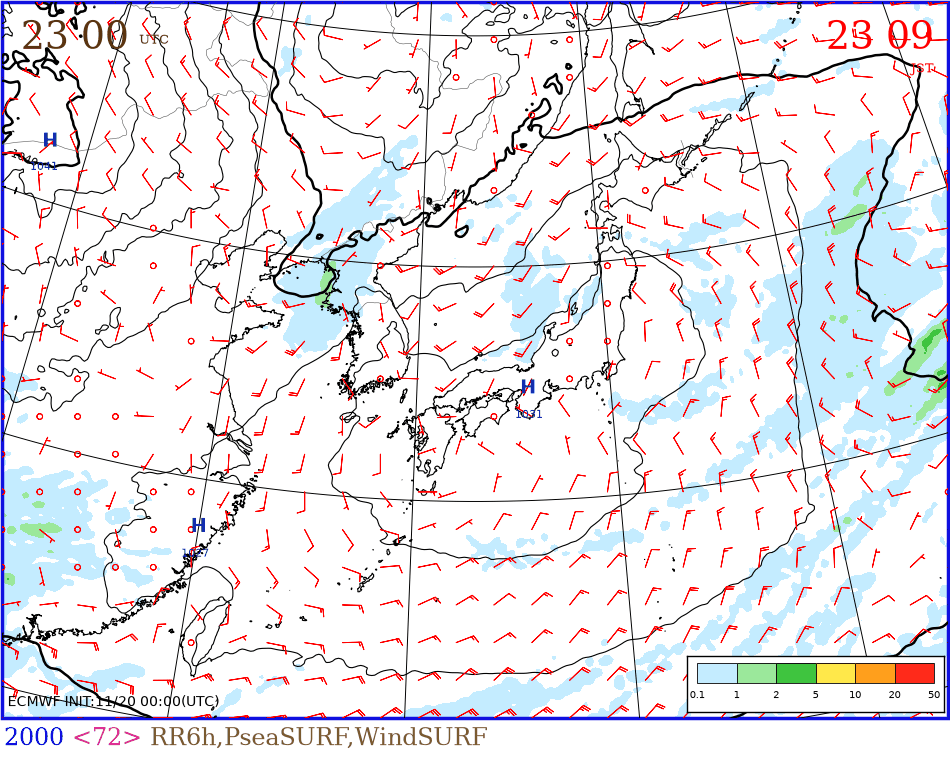 23 00 UTC
23 09 JST
H
1040
1041
H
1031
H
0.1 1 2 5 10 20 50
ECMWF INIT:11/20 00:00(UTC)
2000 <72> RR6h,PseaSURF,WindSURF